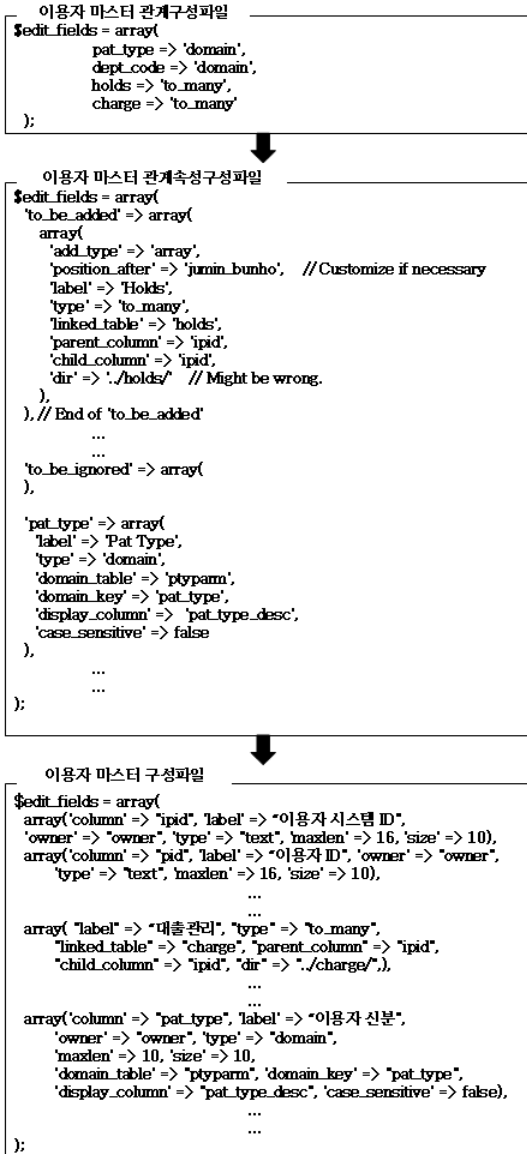 이용자 마스터 관계구성파일
$edit_fields = array(
pat_type => 'domain',
dept_code => 'domain',
holds => 'to_many',
charge => 'to_many'
);
이용자 마스터 관계속성구성파일
$edit_fields = array(
'to_be_added' => array(
array(
'add_type' => 'array',
'position_after' => 'jumin_bunho', // Customize if necessary
'label' => 'Holds',
'type' => 'to_many',
'linked_table' => 'holds',
'parent_column' => 'ipid',
'child_column' => 'ipid',
'dir' => '../holds/' // Might be wrong.
),
), // End of 'to_be_added'
...
...
'to_be_ignored' => array(
),
'pat_type' => array(
'label' => 'Pat Type',
'type' => 'domain',
'domain_table' => 'ptyparm',
'domain_key' => 'pat_type',
'display_column' => 'pat_type_desc',
'case_sensitive' => false
),
...
...
);
이용자 마스터 구성파일
$edit_fields = array(
array('column' => "ipid", 'label' => "이용자 시스템 ID",
'owner' => "owner", 'type' => "text", 'maxlen' => 16, 'size' => 10),
array('column' => "pid", 'label' => "이용자 ID", 'owner' => "owner",
'type' => "text", 'maxlen' => 16, 'size' => 10),
...
...
array( "label" => "대출관리", "type" => "to_many",
"linked_table" => "charge", "parent_column" => "ipid",
"child_column" => "ipid", "dir" => "../charge/",),
...
...
array('column' => "pat_type", 'label' => "이용자 신분",
'owner' => "owner", 'type' => "domain",
'maxlen' => 10, 'size' => 10,
'domain_table' => "ptyparm", 'domain_key' => "pat_type",
'display_column' => "pat_type_desc", 'case_sensitive' => false),
...
...
);